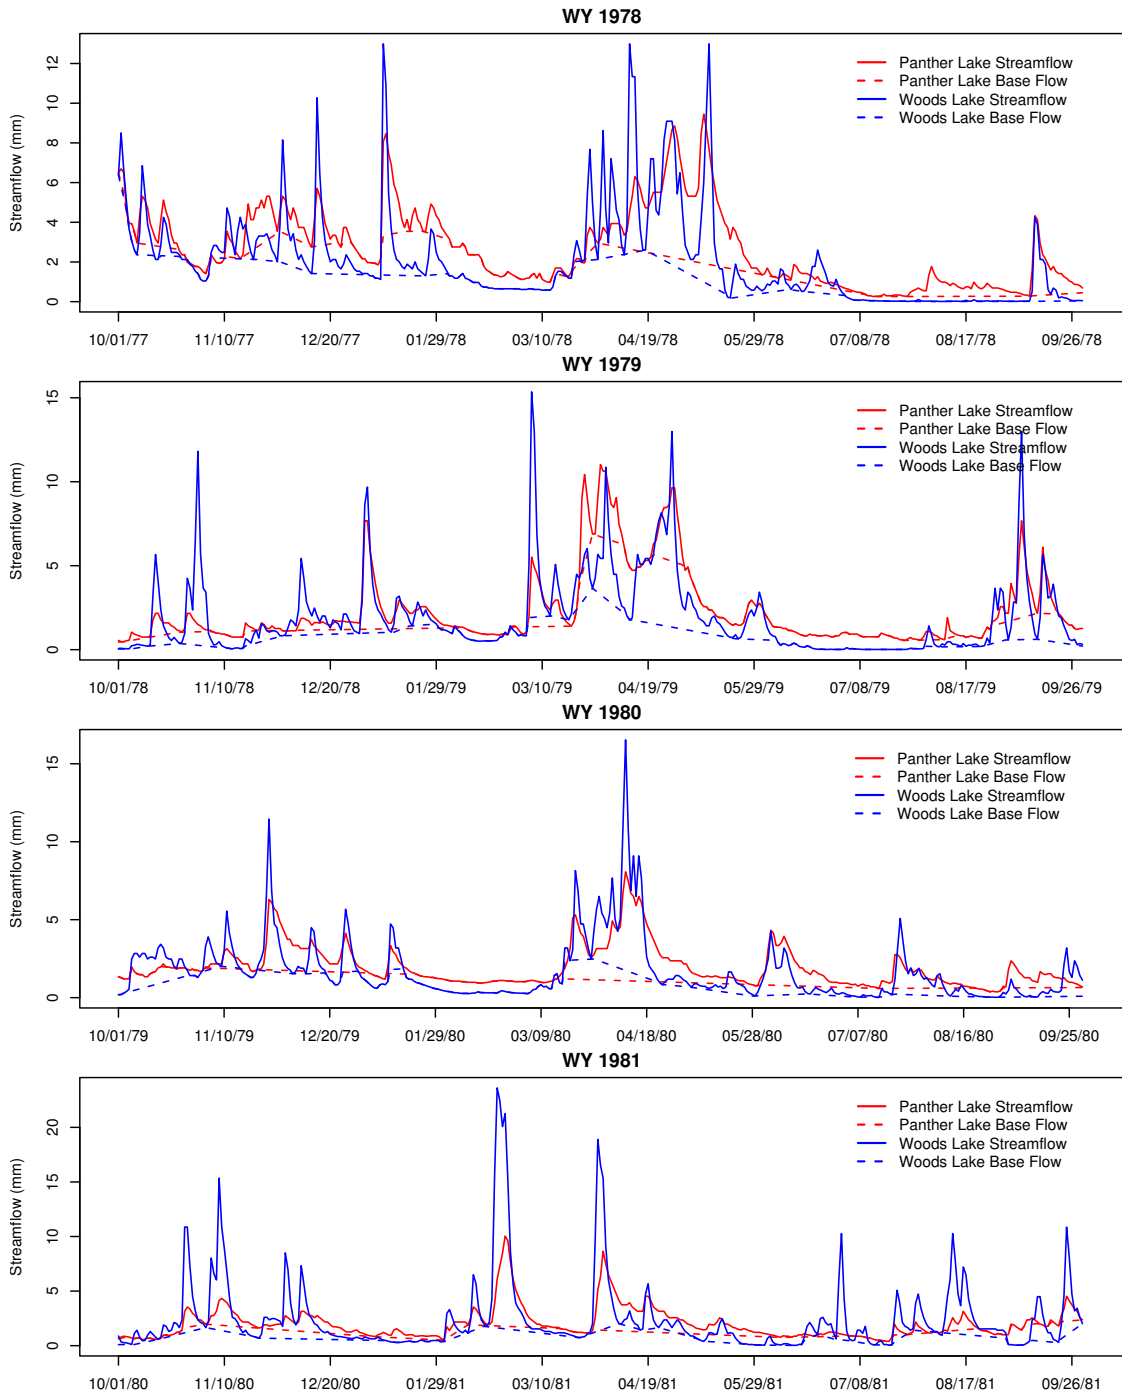 WY 1978
Streamflow (mm)
0 2 4 6 8 10 12
Panther Lake Streamflow
Panther Lake Base Flow
Woods Lake Streamflow
Woods Lake Base Flow
10/01/77 11/10/77 12/20/77 01/29/78 03/10/78 04/19/78 05/29/78 07/08/78 08/17/78 09/26/78
WY 1979
Streamflow (mm)
0 5 10 15
Panther Lake Streamflow
Panther Lake Base Flow
Woods Lake Streamflow
Woods Lake Base Flow
10/01/78 11/10/78 12/20/78 01/29/79 03/10/79 04/19/79 05/29/79 07/08/79 08/17/79 09/26/79
WY 1980
Streamflow (mm)
0 5 10 15
Panther Lake Streamflow
Panther Lake Base Flow
Woods Lake Streamflow
Woods Lake Base Flow
10/01/79 11/10/79 12/20/79 01/29/80 03/09/80 04/18/80 05/28/80 07/07/80 08/16/80 09/25/80
WY 1981
Streamflow (mm)
0 5 10 15 20
Panther Lake Streamflow
Panther Lake Base Flow
Woods Lake Streamflow
Woods Lake Base Flow
10/01/80 11/10/80 12/20/80 01/29/81 03/10/81 04/19/81 05/29/81 07/08/81 08/17/81 09/26/81